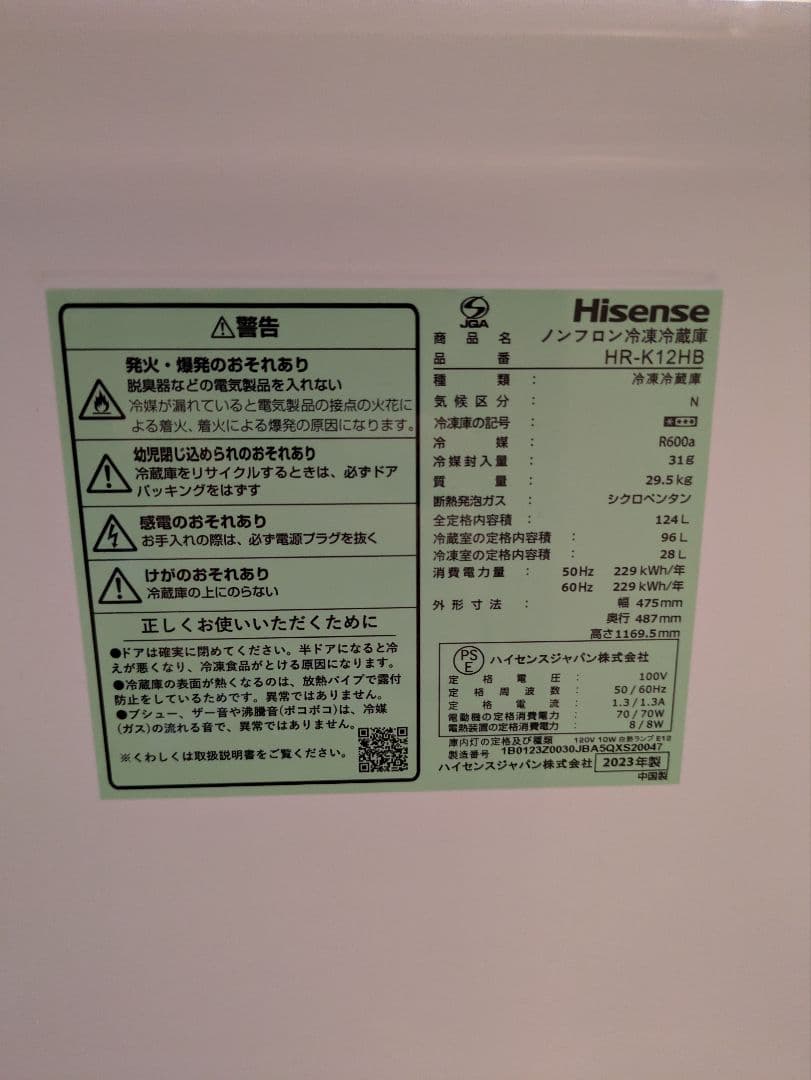 ⚠警告
発火・爆発のおそれあり
脱臭器などの電気製品を入れない
冷媒が漏れていると電気製品の接点の火花に
よる着火、着火による爆発の原因になります。
幼児閉じ込められのおそれあり
冷蔵庫をリサイクルするときは、必ずドア
パッキングをはずす
感電のおそれあり
お手入れの際は、必ず電源プラグを抜く
けがのおそれあり
冷蔵庫の上にのらない
正しくお使いいただくために
●ドアは確実に閉めてください。半ドアになると冷
えが悪くなり、冷凍食品がとける原因になります。
●冷蔵庫の表面が熱くなるのは、放熱パイプで露付
防止をしているためです。異常ではありません。
●ブシュー、ザー音や沸騰音(ポコポコ)は、冷媒
(ガス)の流れる音で、異常ではありません。
※くわしくは取扱説明書をご覧ください。
JGA
Hisense
商品名 ノンフロン冷凍冷蔵庫
品番 HR-K12HB
種類 : 冷凍冷蔵庫
気候区分 : N
冷凍庫の記号 :
冷媒 : R600a
冷媒封入量 : 31g
質量 : 29.5kg
断熱発泡ガス : シクロペンタン
全定格内容積 : 124L
冷蔵室の定格内容積 : 96L
冷凍室の定格内容積 : 28L
消費電力量 : 50Hz 229kWh/年
60Hz 229kWh/年
外形寸法 : 幅 475mm
奥行 487mm
高さ1169.5mm
PSE ハイセンスジャパン株式会社
定格電圧 : 100V
定格周波数 : 50/60Hz
定格電流 : 1.3/1.3A
電動機の定格消費電力 : 70/70W
電熱装置の定格消費電力 : 8/8W
庫内灯の定格及び種類 120V 10W 白熱ランプ E12
製造番号 1B0123Z0030JBA5QXS20047
ハイセンスジャパン株式会社 2023年製
中国製